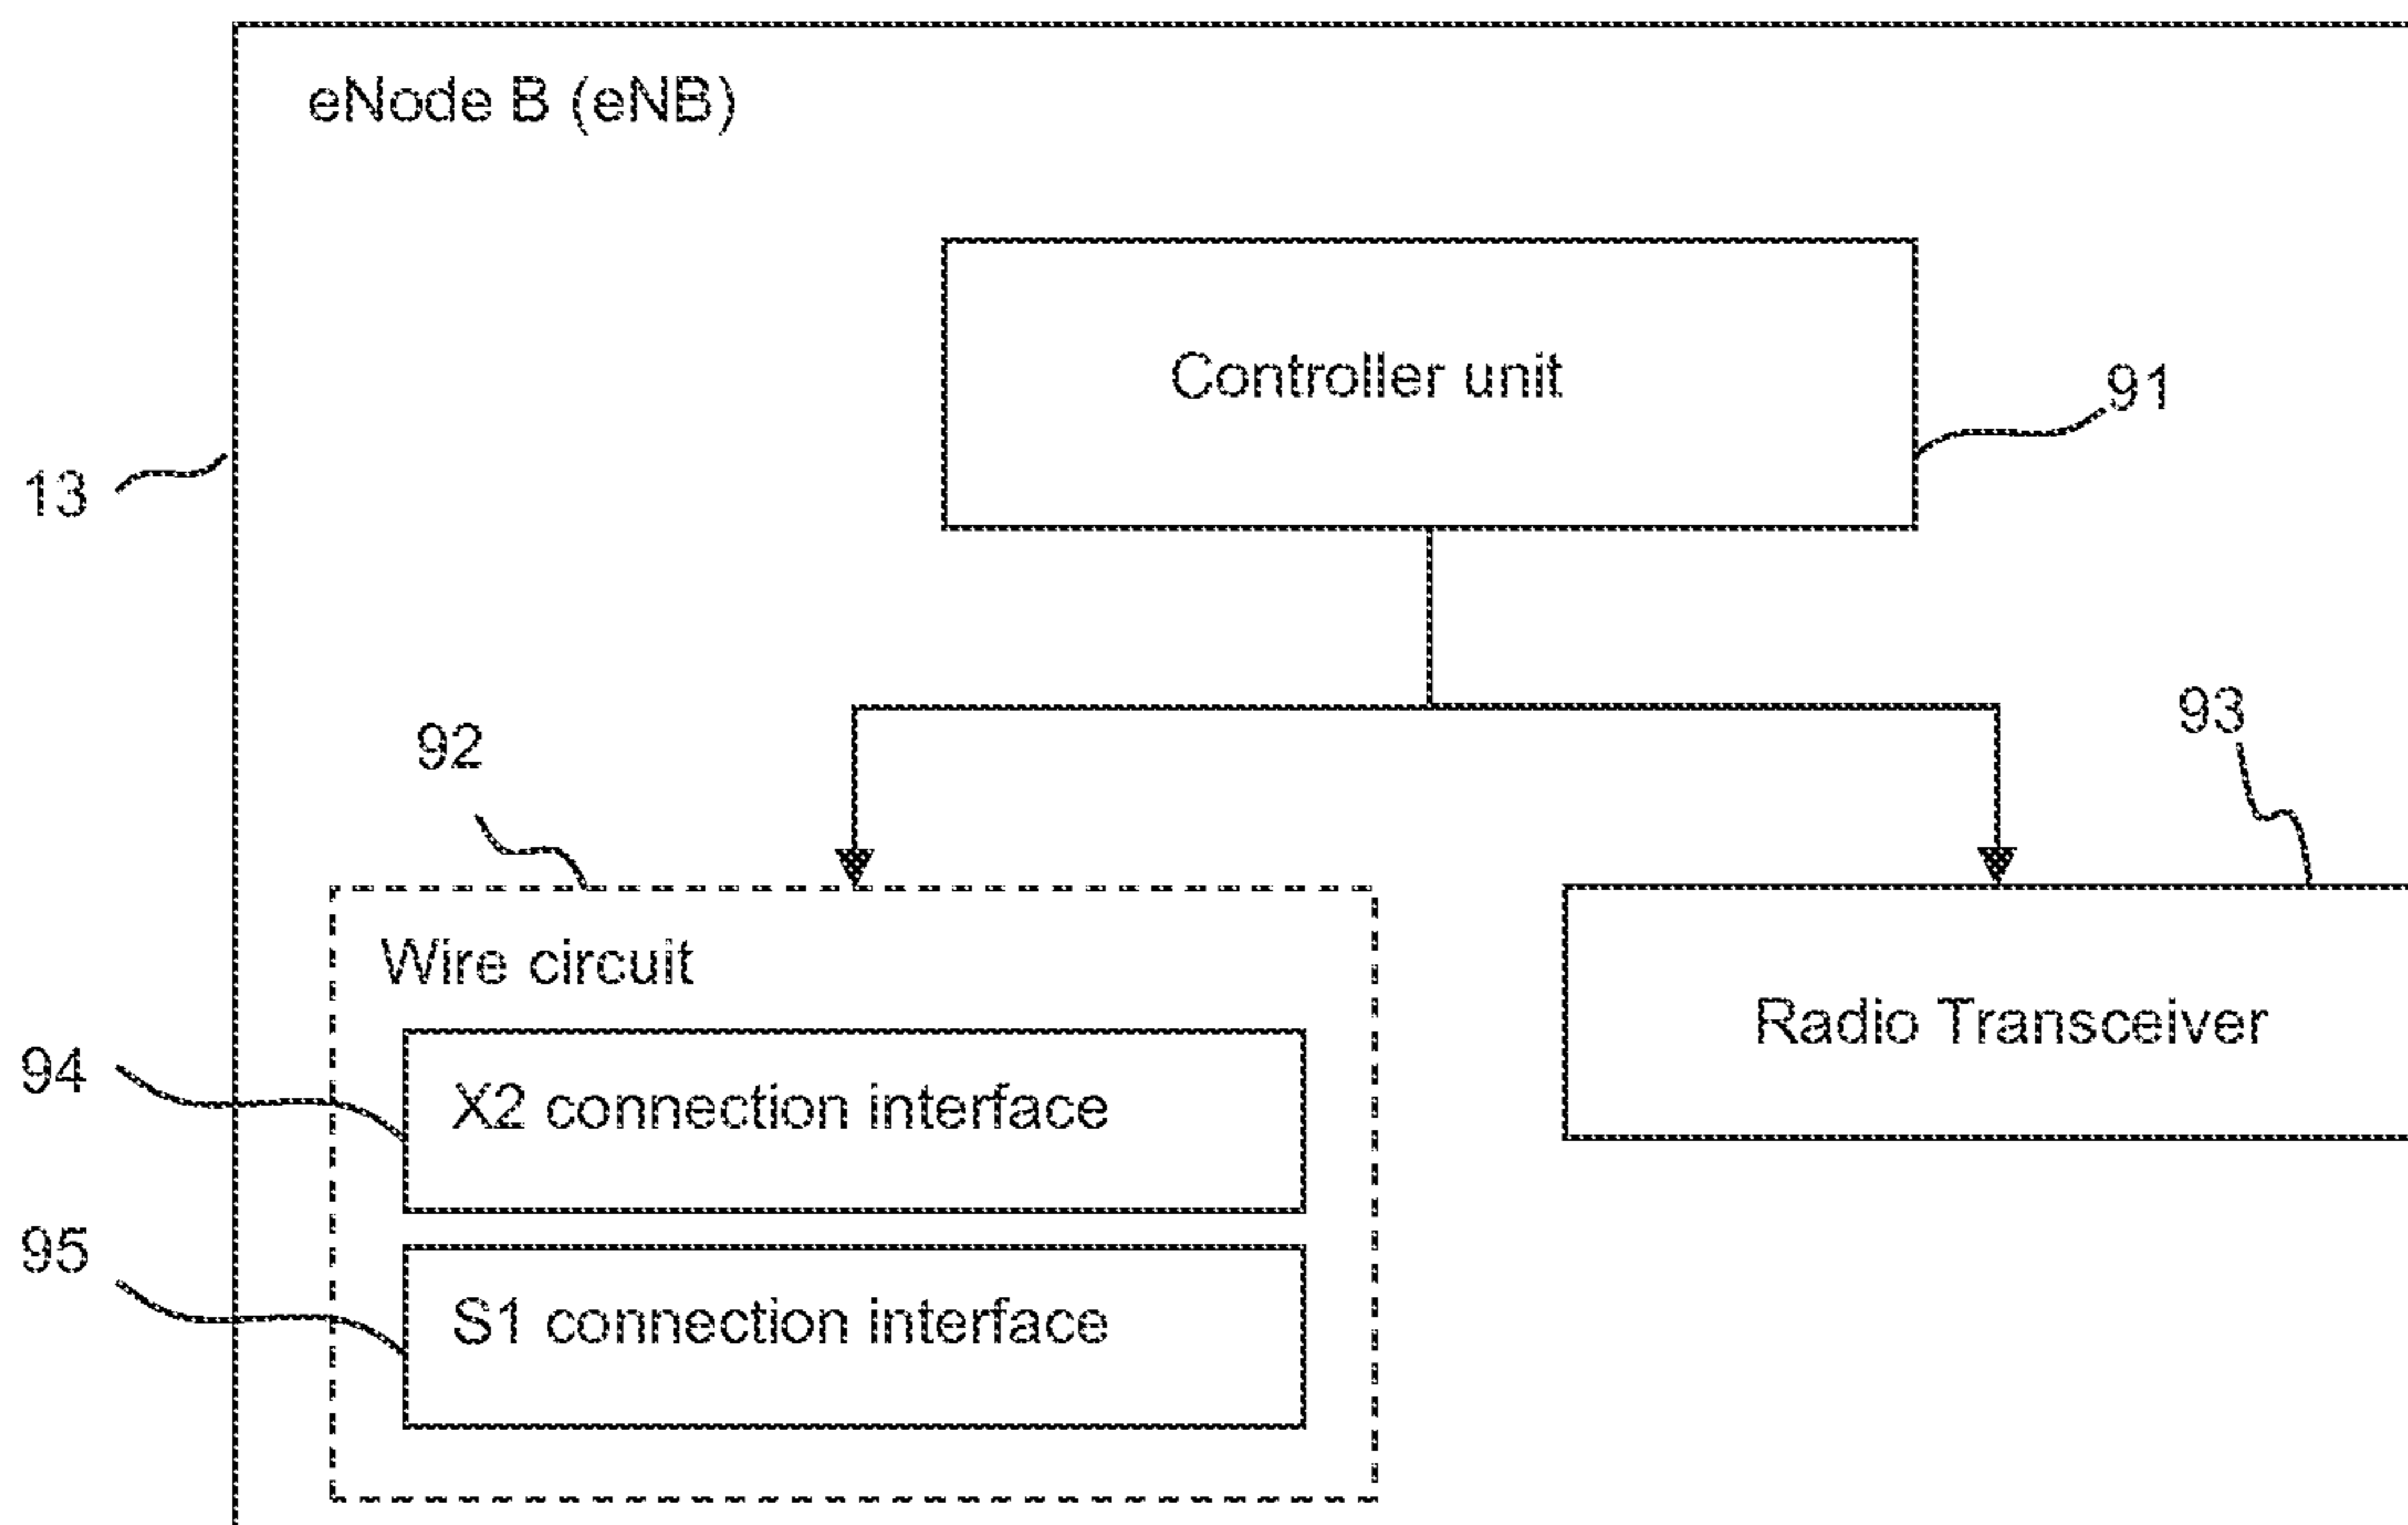 eNode B (eNB)
Controller unit
91
13
93
92
Wire circuit
Radio Transceiver
94
X2 connection interface
95
S1 connection interface